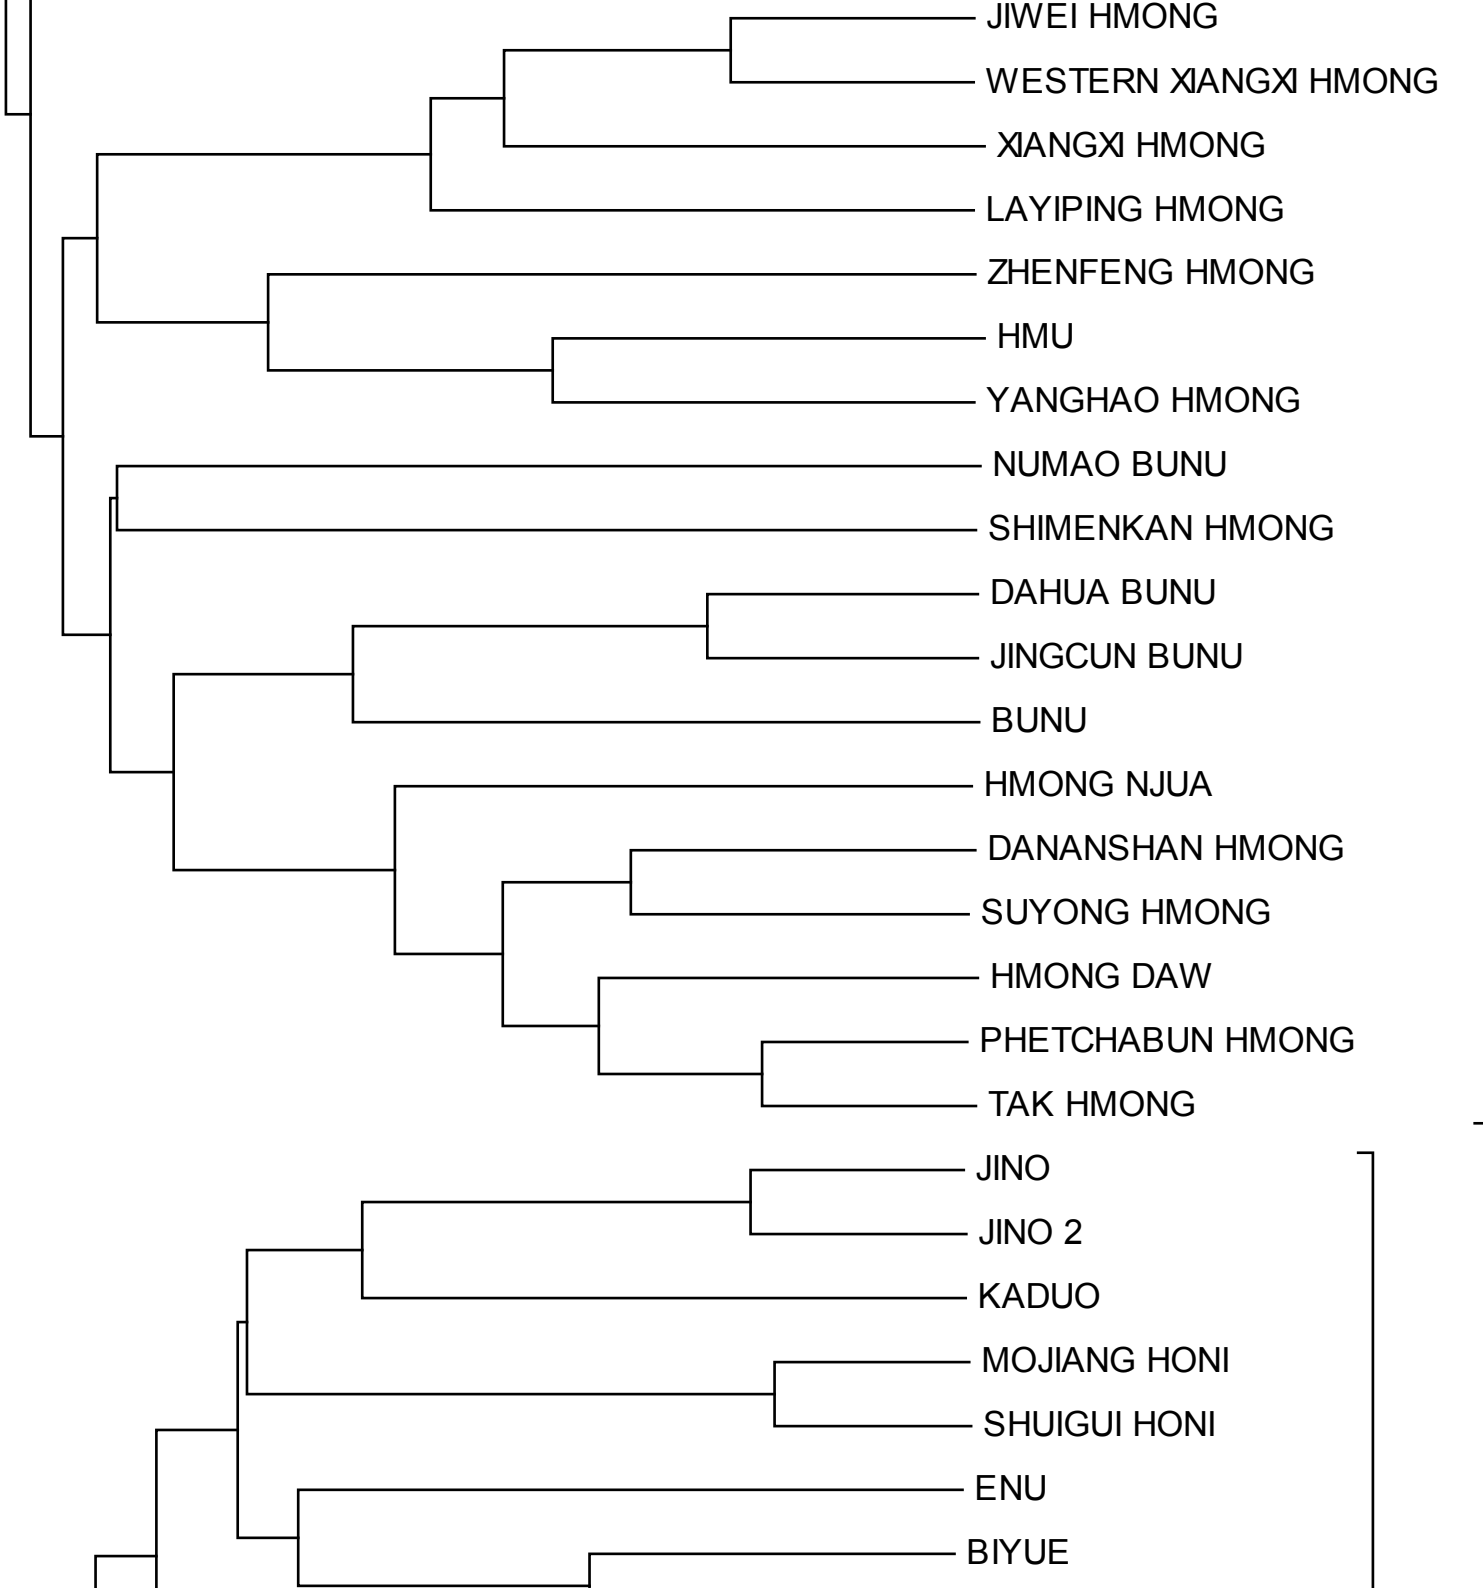 JIWEI HMONG
WESTERN XIANGXI HMONG
XIANGXI HMONG
LAYIPING HMONG
ZHENFENG HMONG
HMU
YANGHAO HMONG
NUMAO BUNU
SHIMENKAN HMONG
DAHUA BUNU
JINGCUN BUNU
BUNU
HMONG NJUA
DANANSHAN HMONG
SUYONG HMONG
HMONG DAW
PHETCHABUN HMONG
TAK HMONG
JINO
JINO 2
KADUO
MOJIANG HONI
SHUIGUI HONI
ENU
BIYUE